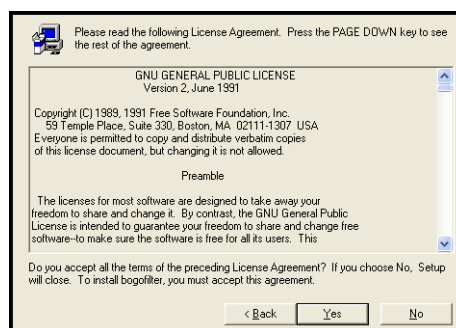 Please read the following License Agreement. Press the PAGE DOWN key to see
the rest of the agreement.
GNU GENERAL PUBLIC LICENSE
Version 2, June 1991
Copyright (C) 1989, 1991 Free Software Foundation, Inc.
59 Temple Place, Suite 330, Boston, MA 02111-1307 USA
Everyone is permitted to copy and distribute verbatim copies
of this license document, but changing it is not allowed.
Preamble
The licenses for most software are designed to take away your
freedom to share and change it. By contrast, the GNU General Public
License is intended to guarantee your freedom to share and change free
software--to make sure the software is free for all its users. This
Do you accept all the terms of the preceding License Agreement? If you choose No, Setup
will close. To install bogofilter, you must accept this agreement.
< Back Yes No